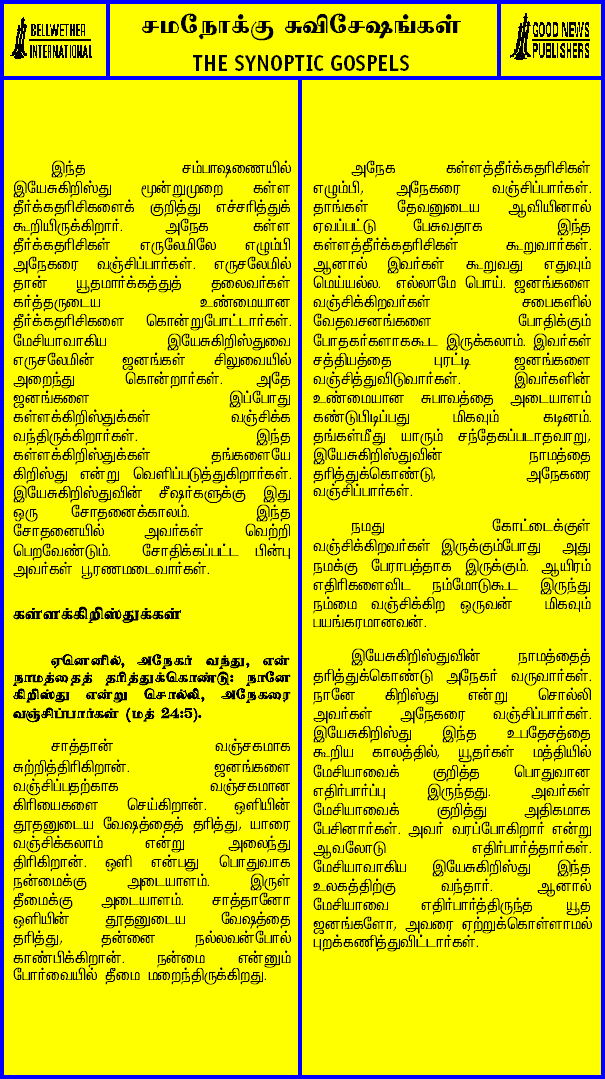 BELLWETHER
INTERNATIONAL
சமநோக்கு சுவிசேஷங்கள்
THE SYNOPTIC GOSPELS
GOOD NEWS
PUBLISHERS
இந்த சம்பாஷணையில்
இயேசுகிறிஸ்து மூன்றுமுறை கள்ள
தீர்க்கதரிசிகளைக் குறித்து எச்சரித்துக்
கூறியிருக்கிறார். அநேக கள்ள
தீர்க்கதரிசிகள் எருலேமிலே எழும்பி
அநேகரை வஞ்சிப்பார்கள். எருசலேமில்
தான் யூதமார்க்கத்துத் தலைவர்கள்
கர்த்தருடைய உண்மையான
தீர்க்கதரிசிகளை கொன்றுபோட்டார்கள்.
மேசியாவாகிய இயேசுகிறிஸ்துவை
எருசலேமின் ஜனங்கள் சிலுவையில்
அறைந்து கொன்றார்கள். அதே
ஜனங்களை இப்போது
கள்ளக்கிறிஸ்துக்கள் வஞ்சிக்க
வந்திருக்கிறார்கள். இந்த
கள்ளக்கிறிஸ்துக்கள் தங்களையே
கிறிஸ்து என்று வெளிப்படுத்துகிறார்கள்.
இயேசுகிறிஸ்துவின் சீஷர்களுக்கு இது
ஒரு சோதனைக்காலம். இந்த
சோதனையில் அவர்கள் வெற்றி
பெறவேண்டும். சோதிக்கப்பட்ட பின்பு
அவர்கள் பூரணமடைவார்கள்.
கள்ளக்கிறிஸ்துக்கள்
ஏனெனில், அநேகர் வந்து, என்
நாமத்தைத் தரித்துக்கொண்டு: நானே
கிறிஸ்து என்று சொல்லி, அநேகரை
வஞ்சிப்பார்கள் (மத் 24:5).
சாத்தான் வஞ்சகமாக
சுற்றித்திரிகிறான். ஜனங்களை
வஞ்சிப்பதற்காக வஞ்சகமான
கிரியைகளை செய்கிறான். ஒளியின்
தூதனுடைய வேஷத்தைத் தரித்து, யாரை
வஞ்சிக்கலாம் என்று அலைந்து
திரிகிறான். ஒளி என்பது பொதுவாக
நன்மைக்கு அடையாளம். இருள்
தீமைக்கு அடையாளம். சாத்தானோ
ஒளியின் தூதனுடைய வேஷத்தை
தரித்து, தன்னை நல்லவன்போல்
காண்பிக்கிறான். நன்மை என்னும்
போர்வையில் தீமை மறைந்திருக்கிறது.
அநேக கள்ளத்தீர்க்கதரிசிகள்
எழும்பி, அநேகரை வஞ்சிப்பார்கள்.
தாங்கள் தேவனுடைய ஆவியினால்
ஏவப்பட்டு பேசுவதாக இந்த
கள்ளத்தீர்க்கதரிசிகள் கூறுவார்கள்.
ஆனால் இவர்கள் கூறுவது எதுவும்
மெய்யல்ல. எல்லாமே பொய். ஜனங்களை
வஞ்சிக்கிறவர்கள் சபைகளில்
வேதவசனங்களை போதிக்கும்
போதகர்களாககூட இருக்கலாம். இவர்கள்
சத்தியத்தை புரட்டி ஜனங்களை
வஞ்சித்துவிடுவார்கள். இவர்களின்
உண்மையான சுபாவத்தை அடையாளம்
கண்டுபிடிப்பது மிகவும் கடினம்.
தங்கள்மீது யாரும் சந்தேகப்படாதவாறு,
இயேசுகிறிஸ்துவின் நாமத்தை
தரித்துக்கொண்டு, அநேகரை
வஞ்சிப்பார்கள்.
நமது கோட்டைக்குள்
வஞ்சிக்கிறவர்கள் இருக்கும்போது அது
நமக்கு பேராபத்தாக இருக்கும். ஆயிரம்
எதிரிகளைவிட நம்மோடுகூட இருந்து
நம்மை வஞ்சிக்கிற ஒருவன் மிகவும்
பயங்கரமானவன்.
இயேசுகிறிஸ்துவின் நாமத்தைத்
தரித்துக்கொண்டு அநேகர் வருவார்கள்.
நானே கிறிஸ்து என்று சொல்லி
அவர்கள் அநேகரை வஞ்சிப்பார்கள்.
இயேசுகிறிஸ்து இந்த உபதேசத்தை
கூறிய காலத்தில், யூதர்கள் மத்தியில்
மேசியாவைக் குறித்த பொதுவான
எதிர்பார்ப்பு இருந்தது. அவர்கள்
மேசியாவைக் குறித்து அதிகமாக
பேசினார்கள். அவர் வரப்போகிறார் என்று
ஆவலோடு எதிர்பார்த்தார்கள்.
மேசியாவாகிய இயேசுகிறிஸ்து இந்த
உலகத்திற்கு வந்தார். ஆனால்
மேசியாவை எதிர்பார்த்திருந்த யூத
ஜனங்களோ, அவரை ஏற்றுக்கொள்ளாமல்
புறக்கணித்துவிட்டார்கள்.